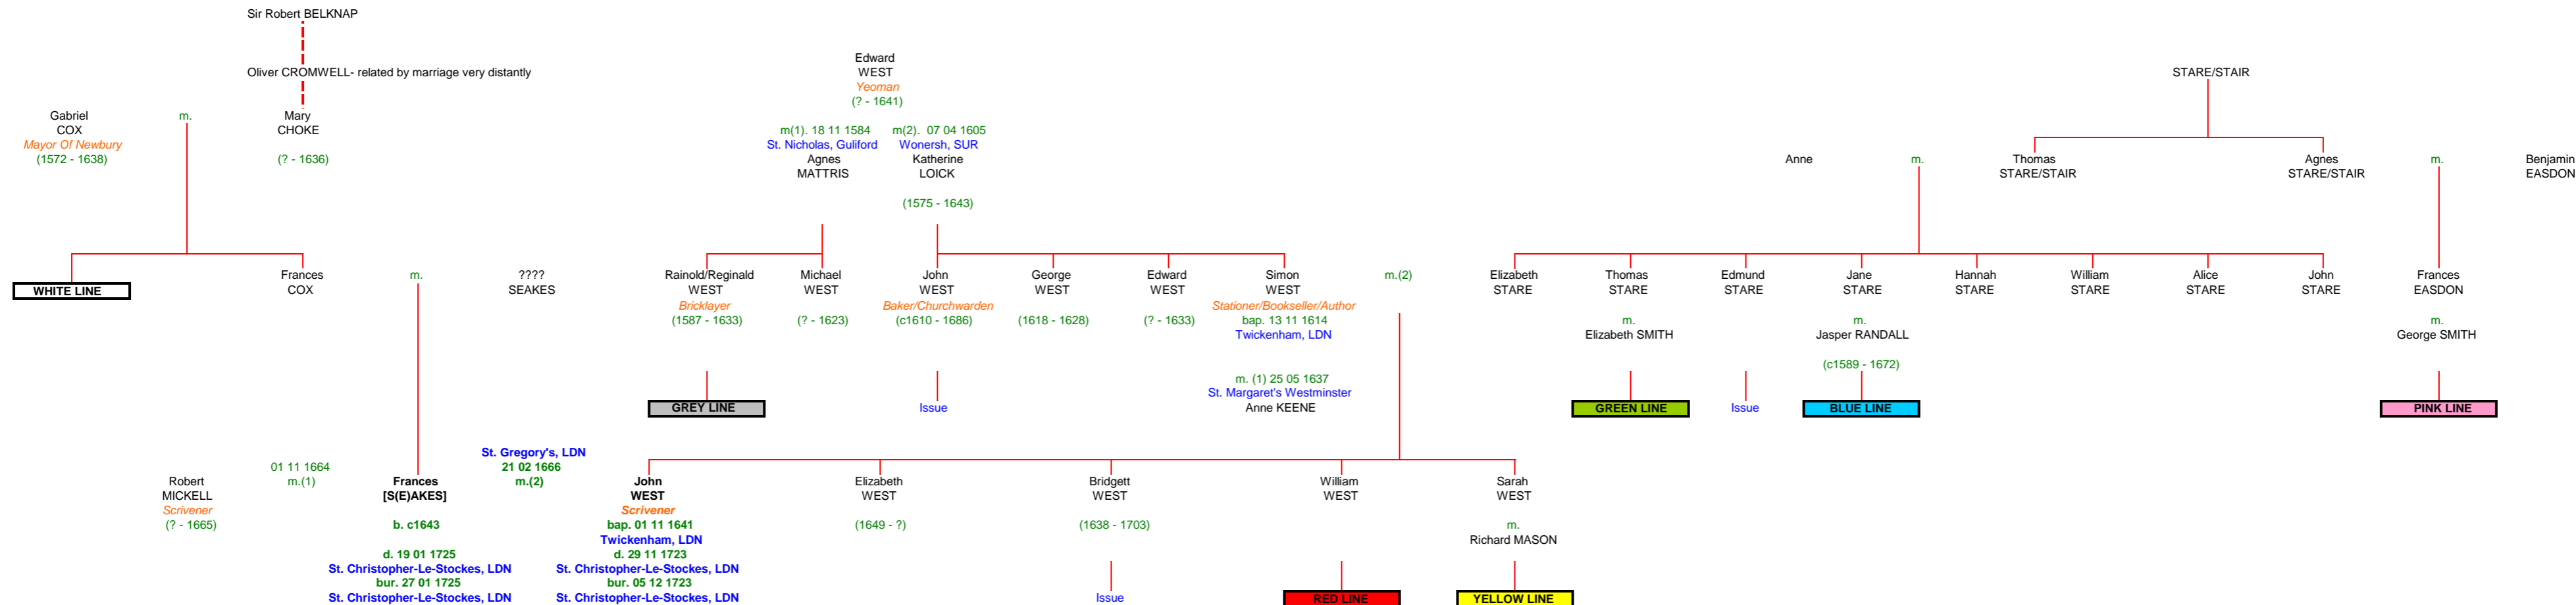 Sir Robert BELKNAP
Oliver CROMWELL- related by marriage very distantly
Gabriel
COX
Mayor Of Newbury
(1572 - 1638)
m.
Mary
CHOKE
(? - 1636)
Edward
WEST
Yeoman
(? - 1641)
m(1). 18 11 1584
St. Nicholas, Guliford
Agnes
MATTRIS
m(2). 07 04 1605
Wonersh, SUR
Katherine
LOICK
(1575 - 1643)
STARE/STAIR
Anne
m.
Thomas
STARE/STAIR
Agnes
STARE/STAIR
m.
Benjamin
EASDON
WHITE LINE
Frances
COX
m.
????
SEAKES
Rainold/Reginald
WEST
Bricklayer
(1587 - 1633)
GREY LINE
Michael
WEST
(? - 1623)
John
WEST
Baker/Churchwarden
(c1610 - 1686)
Issue
George
WEST
(1618 - 1628)
Edward
WEST
(? - 1633)
Simon
WEST
Stationer/Bookseller/Author
bap. 13 11 1614
Twickenham, LDN
m. (1) 25 05 1637
St. Margaret's Westminster
Anne KEENE
m.(2)
Elizabeth
STARE
Thomas
STARE
m.
Elizabeth SMITH
GREEN LINE
Edmund
STARE
Issue
Jane
STARE
m.
Jasper RANDALL
(c1589 - 1672)
BLUE LINE
Hannah
STARE
William
STARE
Alice
STARE
John
STARE
Frances
EASDON
m.
George SMITH
PINK LINE
Robert
MICKELL
Scrivener
(? - 1665)
01 11 1664
m.(1)
Frances
[S(E)AKES]
b. c1643
d. 19 01 1725
St. Christopher-Le-Stockes, LDN
bur. 27 01 1725
St. Christopher-Le-Stockes, LDN
St. Gregory's, LDN
21 02 1666
m.(2)
John
WEST
Scrivener
bap. 01 11 1641
Twickenham, LDN
d. 29 11 1723
St. Christopher-Le-Stockes, LDN
bur. 05 12 1723
St. Christopher-Le-Stockes, LDN
Elizabeth
WEST
(1649 - ?)
Bridgett
WEST
(1638 - 1703)
Issue
William
WEST
RED LINE
Sarah
WEST
m.
Richard MASON
YELLOW LINE